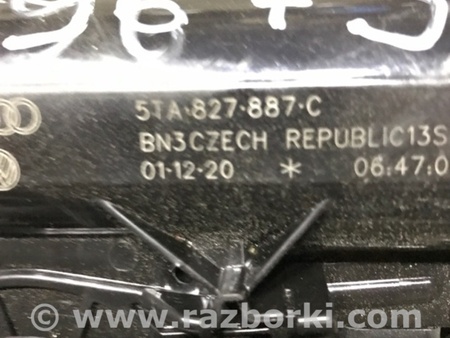 5TA·827·887·C
BN3CZECH REPUBLIC13S
01·12·20 * 06:47:0
© www.razborki.com